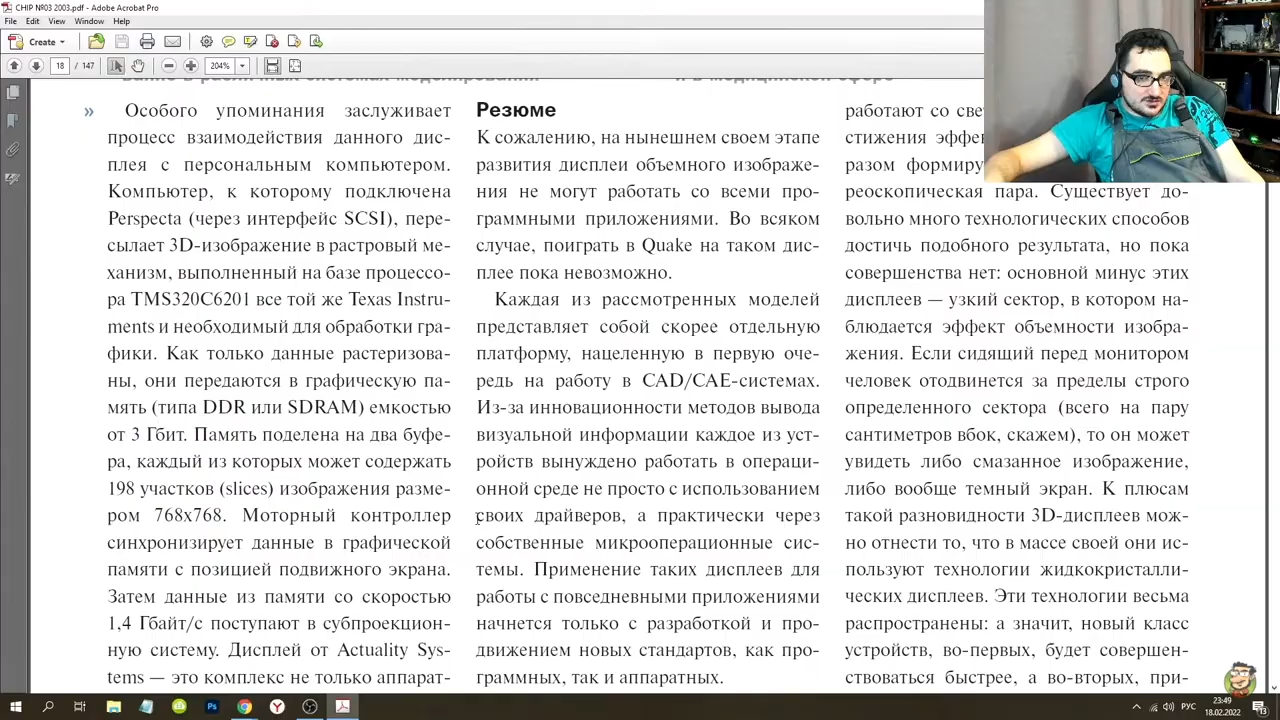 CHIP №03 2003.pdf - Adobe Acrobat Pro
File Edit View Window Help
Create
18 / 147
204%
Особого упоминания заслуживает
процесс взаимодействия данного дис-
плея с персональным компьютером.
Компьютер, к которому подключена
Perspecta (через интерфейс SCSI), пере-
сылает 3D-изображение в растровый ме-
ханизм, выполненный на базе процессо-
ра TMS320C6201 все той же Texas Instru-
ments и необходимый для обработки гра-
фики. Как только данные растеризова-
ны, они передаются в графическую па-
мять (типа DDR или SDRAM) емкостью
от 3 Гбит. Память поделена на два буфе-
ра, каждый из которых может содержать
198 участков (slices) изображения разме-
ром 768x768. Моторный контроллер
синхронизирует данные в графической
памяти с позицией подвижного экрана.
Затем данные из памяти со скоростью
1,4 Гбайт/с поступают в субпроекцион-
ную систему. Дисплей от Actuality Sys-
tems — это комплекс не только аппарат-
Резюме
К сожалению, на нынешнем своем этапе
развития дисплеи объемного изображе-
ния не могут работать со всеми про-
граммными приложениями. Во всяком
случае, поиграть в Quake на таком дис-
плее пока невозможно.
Каждая из рассмотренных моделей
представляет собой скорее отдельную
платформу, нацеленную в первую оче-
редь на работу в CAD/CAE-системах.
Из-за инновационности методов вывода
визуальной информации каждое из уст-
ройств вынуждено работать в операци-
онной среде не просто с использованием
своих драйверов, а практически через
собственные микрооперационные сис-
темы. Применение таких дисплеев для
работы с повседневными приложениями
начнется только с разработкой и про-
движением новых стандартов, как про-
граммных, так и аппаратных.
работают со
стижения
разом
реоскопическая пара. Существует до-
вольно много технологических способов
достичь подобного результата, но пока
совершенства нет: основной минус этих
дисплеев — узкий сектор, в котором на-
блюдается эффект объемности изобра-
жения. Если сидящий перед монитором
человек отодвинется за пределы строго
определенного сектора (всего на пару
сантиметров вбок, скажем), то он может
увидеть либо смазанное изображение,
либо вообще темный экран. К плюсам
такой разновидности 3D-дисплеев мож-
но отнести то, что в массе своей они ис-
пользуют технологии жидкокристалли-
ческих дисплеев. Эти технологии весьма
распространены: а значит, новый класс
устройств, во-первых, будет совершен-
ствоваться быстрее, а во-вторых, при-
РУС
23:49
18.02.2022
13